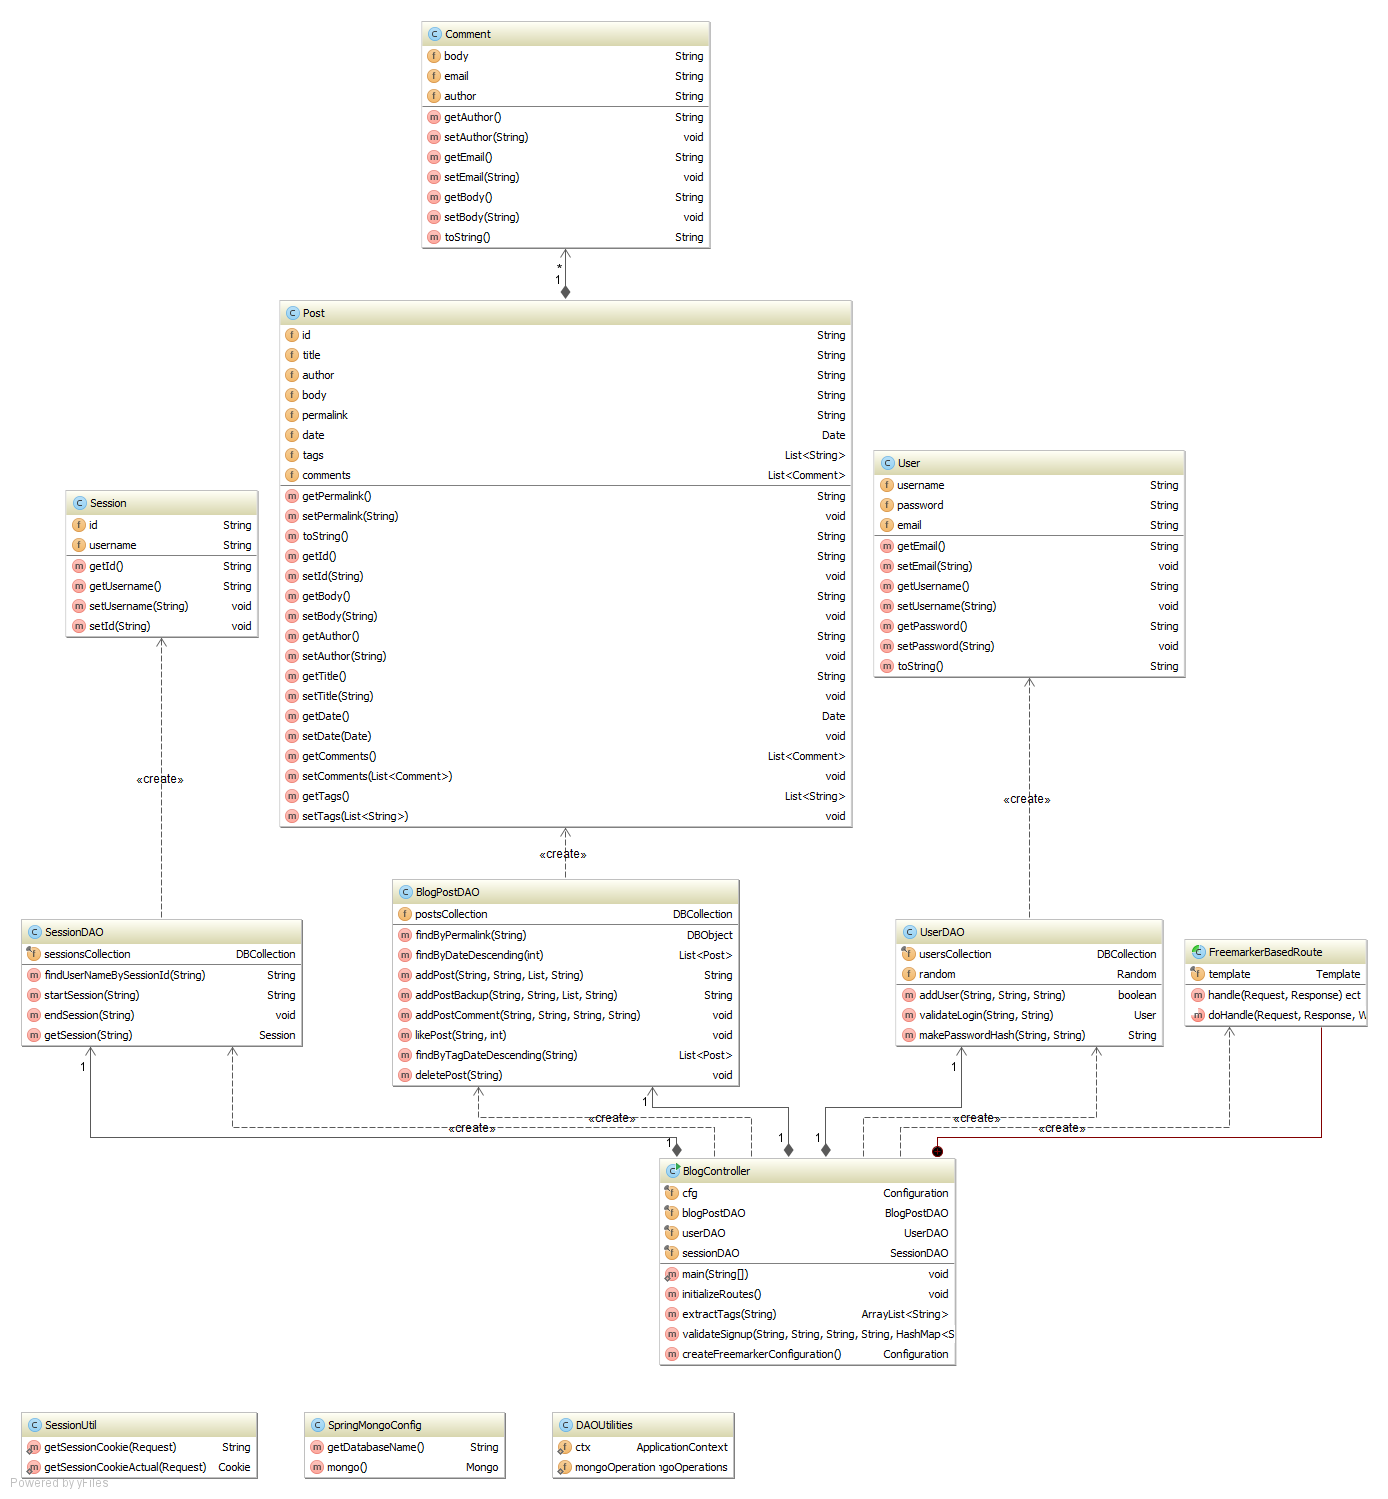 Comment
body String
email String
author String
getAuthor() String
setAuthor(String) void
getEmail() String
setEmail(String) void
getBody() String
setBody(String) void
toString() String
*
1
Post
id String
title String
author String
body String
permalink String
date Date
tags List<String>
comments List<Comment>
getPermalink() String
setPermalink(String) void
toString() String
getId() String
setId(String) void
getBody() String
setBody(String) void
getAuthor() String
setAuthor(String) void
getTitle() String
setTitle(String) void
getDate() Date
setDate(Date) void
getComments() List<Comment>
setComments(List<Comment>) void
getTags() List<String>
setTags(List<String>) void
User
username String
password String
email String
getEmail() String
setEmail(String) void
getUsername() String
setUsername(String) void
getPassword() String
setPassword(String) void
toString() String
Session
id String
username String
getId() String
getUsername() String
setUsername(String) void
setId(String) void
«create»
«create»
«create»
SessionDAO
sessionsCollection DBCollection
findUserNameBySessionId(String) String
startSession(String) String
endSession(String) void
getSession(String) Session
BlogPostDAO
postsCollection DBCollection
findByPermalink(String) DBObject
findByDateDescending(int) List<Post>
addPost(String, String, List, String) String
addPostBackup(String, String, List, String) String
addPostComment(String, String, String, String) void
likePost(String, int) void
findByTagDateDescending(String) List<Post>
deletePost(String) void
UserDAO
usersCollection DBCollection
random Random
addUser(String, String, String) boolean
validateLogin(String, String) User
makePasswordHash(String, String) String
FreemarkerBasedRoute
template Template
handle(Request, Response) ect
doHandle(Request, Response, W
1
1
1
«create»
«create»
«create»
«create»
1
1
1
BlogController
cfg Configuration
blogPostDAO BlogPostDAO
userDAO UserDAO
sessionDAO SessionDAO
main(String[]) void
initializeRoutes() void
extractTags(String) ArrayList<String>
validateSignup(String, String, String, String, HashMap<S
createFreemarkerConfiguration() Configuration
SessionUtil
getSessionCookie(Request) String
getSessionCookieActual(Request) Cookie
SpringMongoConfig
getDatabaseName() String
mongo() Mongo
DAOUtilities
ctx ApplicationContext
mongoOperation ngoOperations
Powered by yFiles